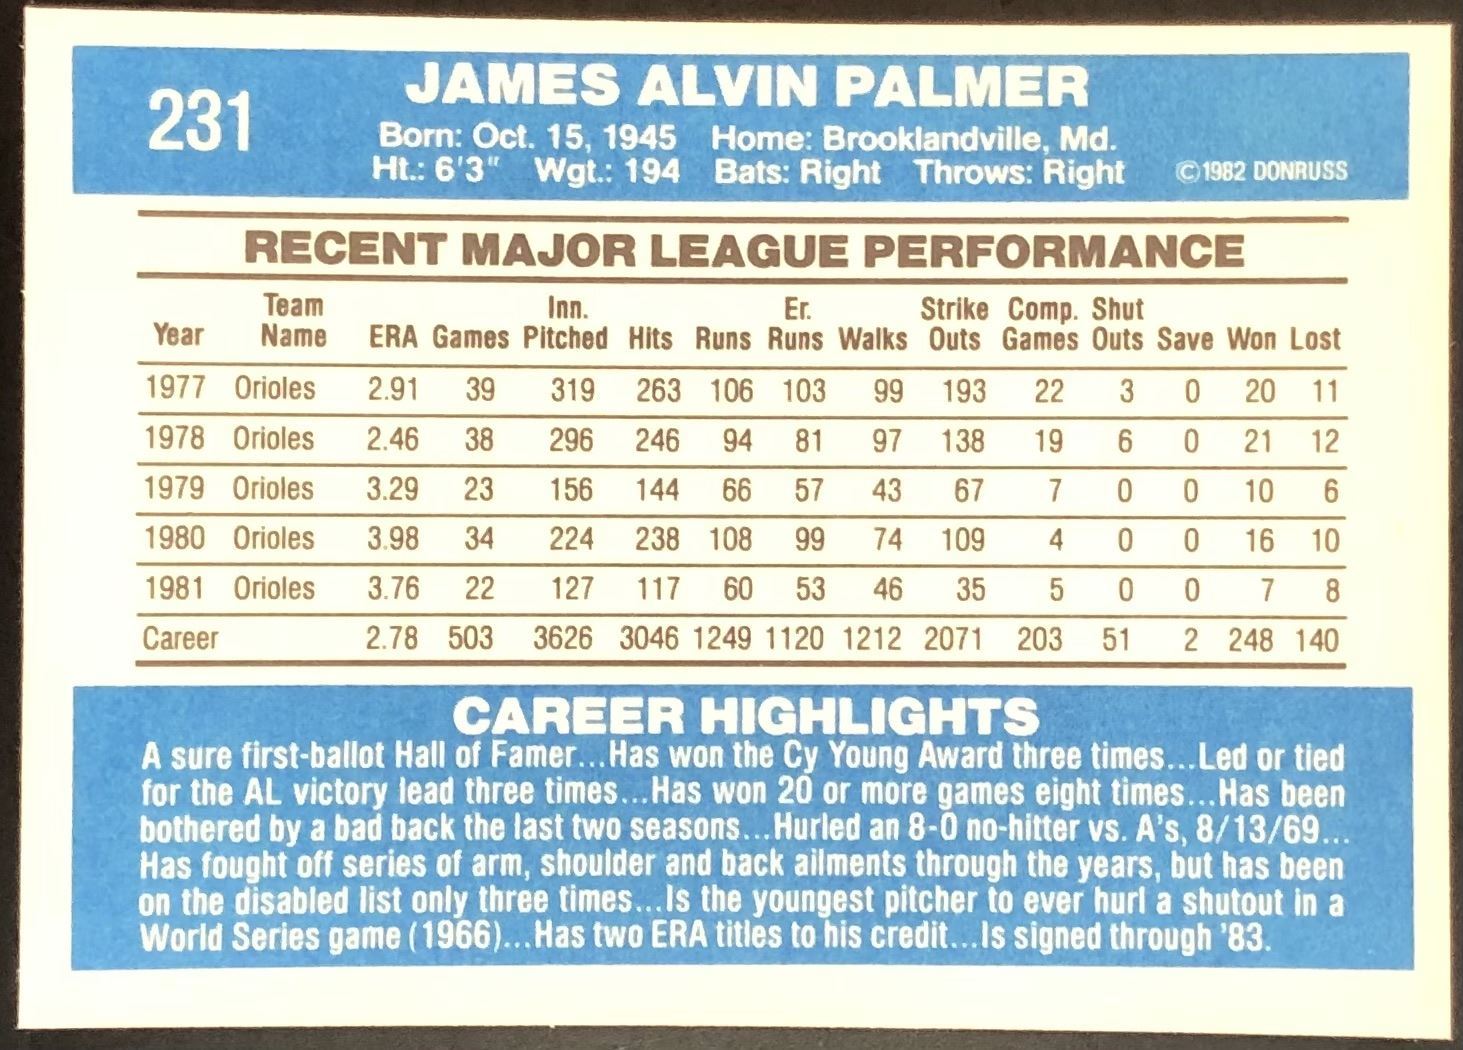 231
JAMES ALVIN PALMER
Born: Oct. 15, 1945 Home: Brooklandville, Md.
Ht.: 6'3" Wgt.: 194 Bats: Right Throws: Right
©1982 DONRUSS
RECENT MAJOR LEAGUE PERFORMANCE
Year Team Name ERA Games Inn. Pitched Hits Runs Er. Runs Walks Strike Outs Comp. Games Shut Outs Save Won Lost
1977 Orioles 2.91 39 319 263 106 103 99 193 22 3 0 20 11
1978 Orioles 2.46 38 296 246 94 81 97 138 19 6 0 21 12
1979 Orioles 3.29 23 156 144 66 57 43 67 7 0 0 10 6
1980 Orioles 3.98 34 224 238 108 99 74 109 4 0 0 16 10
1981 Orioles 3.76 22 127 117 60 53 46 35 5 0 0 7 8
Career 2.78 503 3626 3046 1249 1120 1212 2071 203 51 2 248 140
CAREER HIGHLIGHTS
A sure first-ballot Hall of Famer...Has won the Cy Young Award three times...Led or tied
for the AL victory lead three times...Has won 20 or more games eight times...Has been
bothered by a bad back the last two seasons...Hurled an 8-0 no-hitter vs. A's, 8/13/69...
Has fought off series of arm, shoulder and back ailments through the years, but has been
on the disabled list only three times...Is the youngest pitcher to ever hurl a shutout in a
World Series game (1966)...Has two ERA titles to his credit...Is signed through '83.